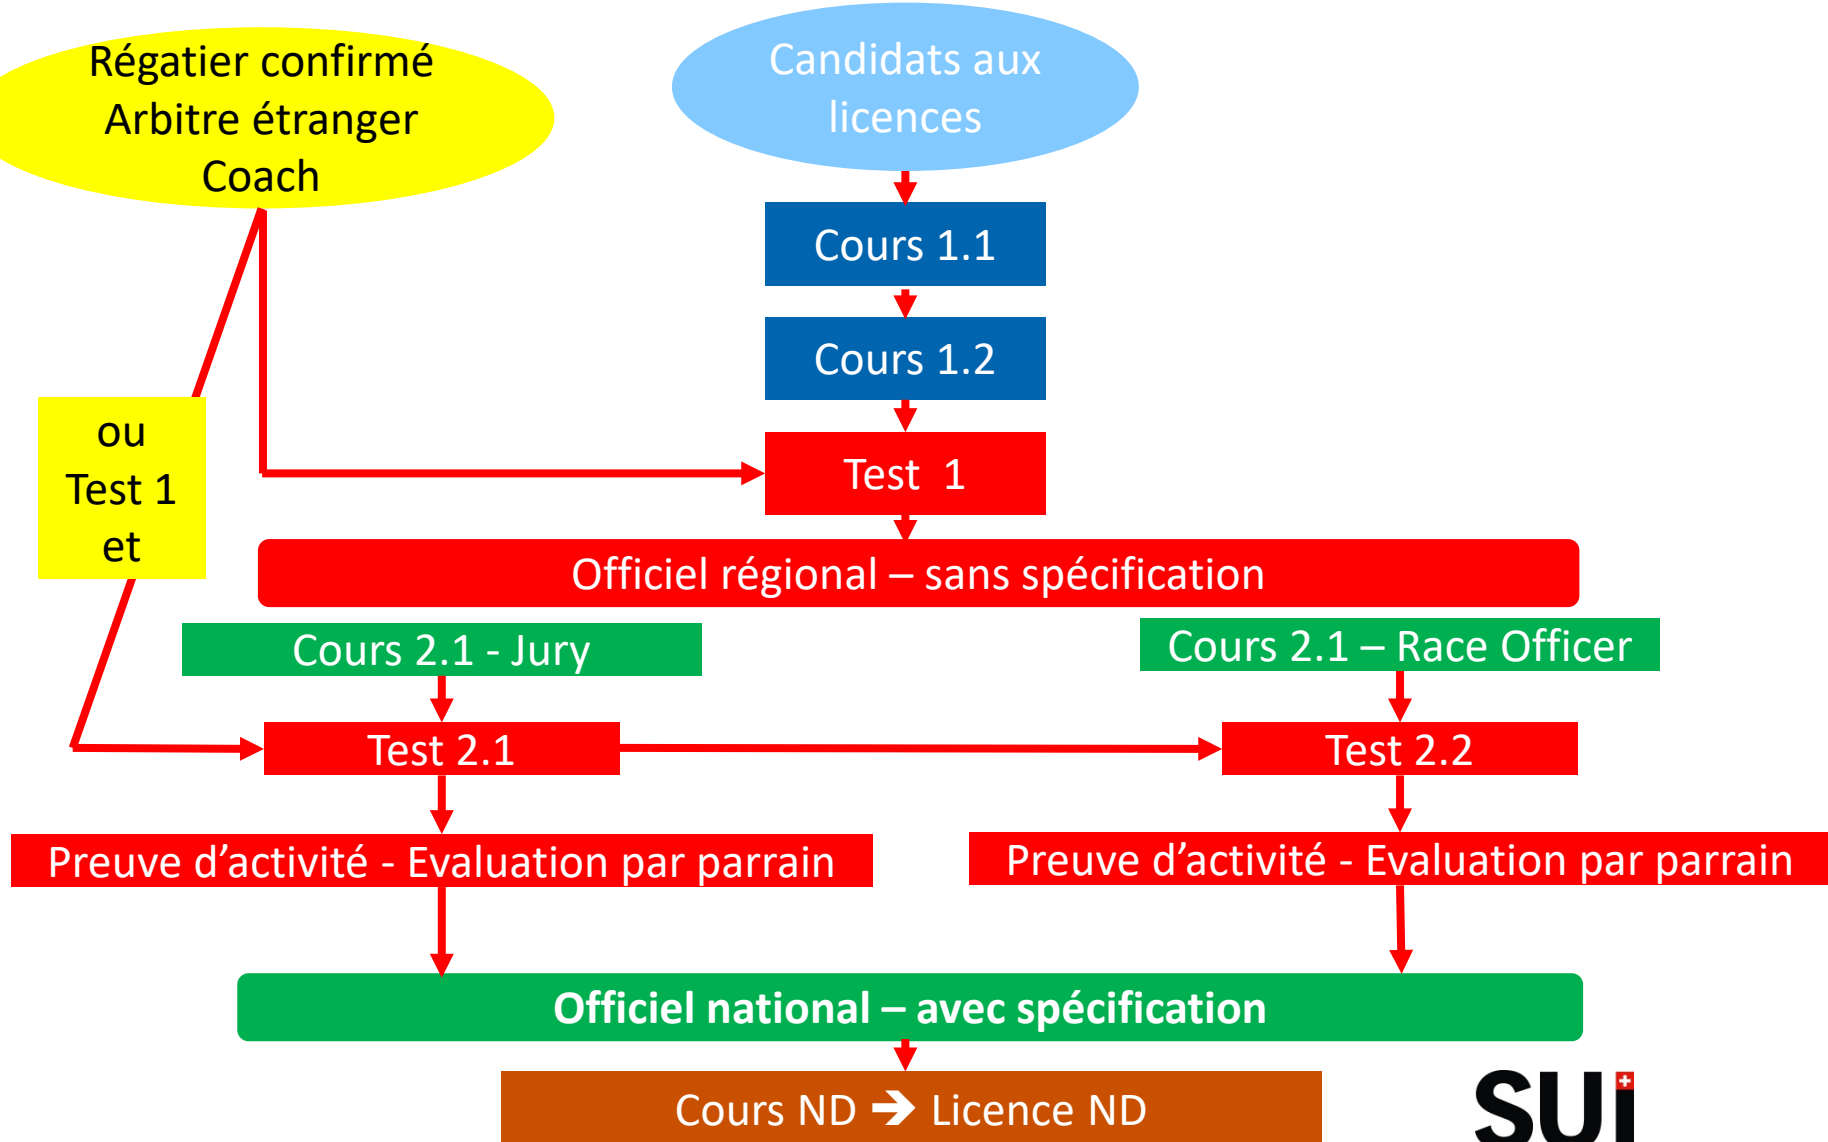 Régatier confirmé
Arbitre étranger
Coach
Candidats aux
licences
Cours 1.1
Cours 1.2
ou
Test 1
et
Test  1
Officiel régional – sans spécification
Cours 2.1 - Jury
Cours 2.1 – Race Officer
Test 2.1
Test 2.2
Preuve d’activité - Evaluation par parrain
Preuve d’activité - Evaluation par parrain
Officiel national – avec spécification
Cours ND ➔ Licence ND
SUi